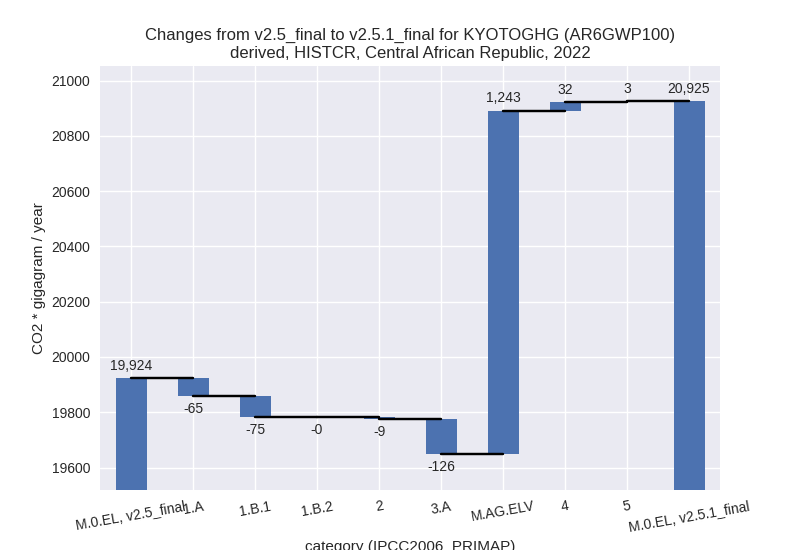 Changes from v2.5_final to v2.5.1_final for KYOTOGHG (AR6GWP100)
derived, HISTCR, Central African Republic, 2022
21000
20800
20600
20400
20200
20000
19800
19600
CO2 * gigagram / year
19,924
-65
-75
-0
-9
-126
1,243
32
3
20,925
M.0.EL, v2.5_final
1.A
1.B.1
1.B.2
2
3.A
M.AG.ELV
4
5
M.0.EL, v2.5.1_final
category (IPCC2006_PRIMAP)